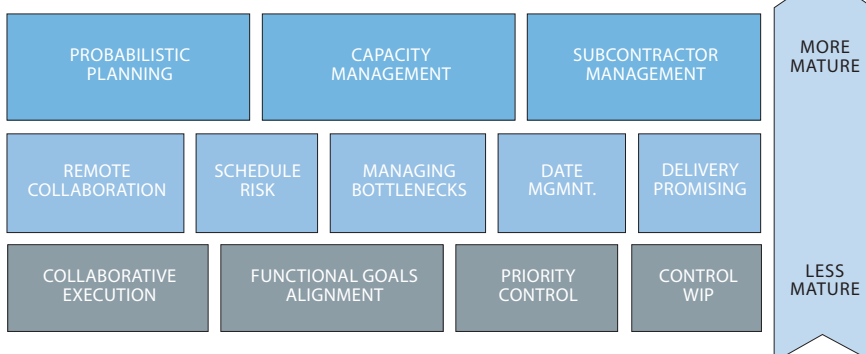 PROBABILISTIC
PLANNING
CAPACITY
MANAGEMENT
SUBCONTRACTOR
MANAGEMENT
MORE
MATURE
REMOTE
COLLABORATION
SCHEDULE
RISK
MANAGING
BOTTLENECKS
DATE
MGMNT.
DELIVERY
PROMISING
COLLABORATIVE
EXECUTION
FUNCTIONAL GOALS
ALIGNMENT
PRIORITY
CONTROL
CONTROL
WIP
LESS
MATURE